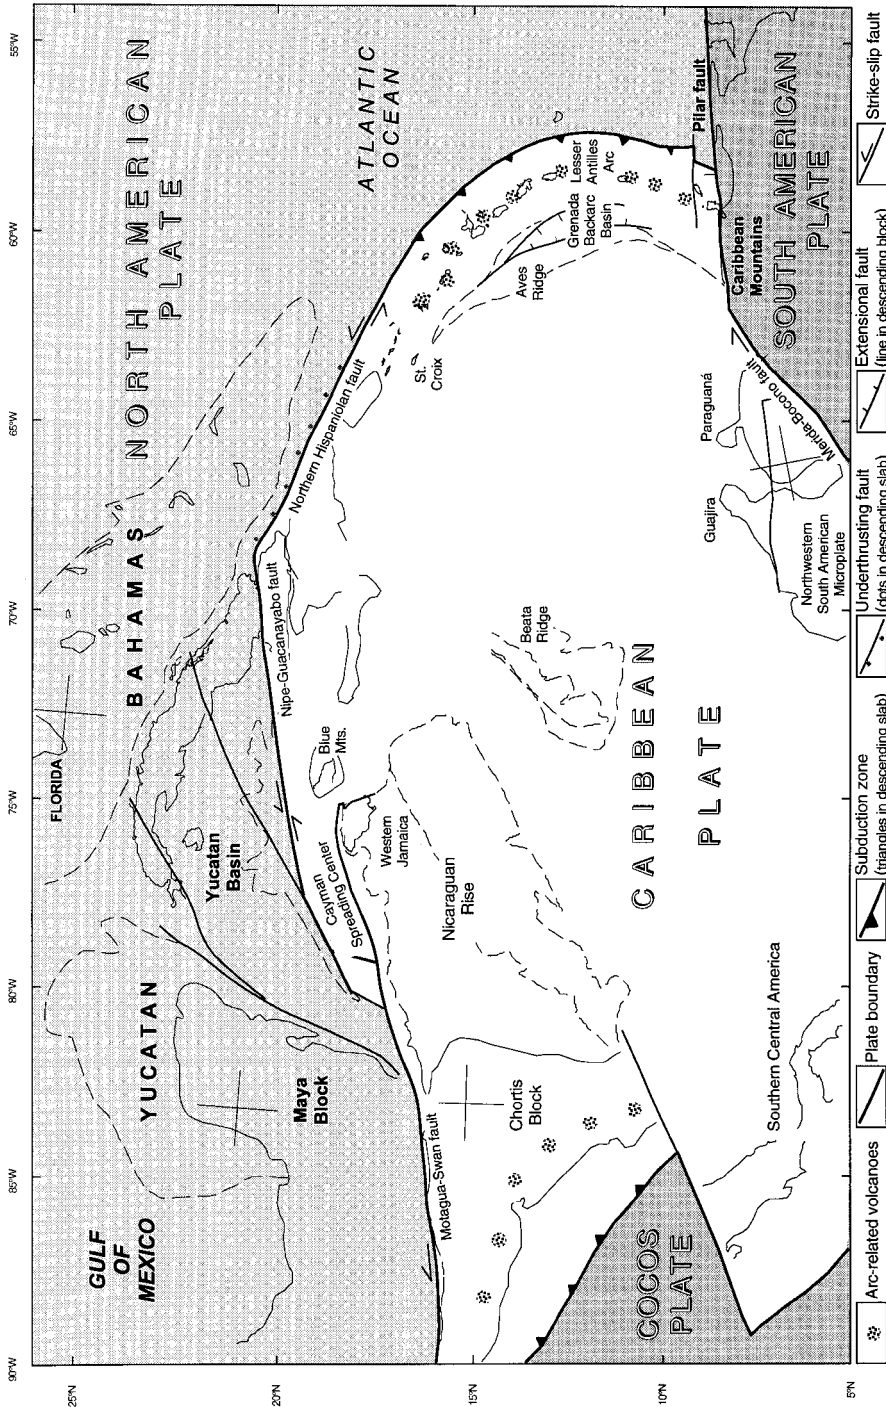 90°W
85°W
80°W
75°W
70°W
65°W
60°W
55°W
25°N
20°N
15°N
10°N
5°N
GULF
OF
MEXICO
YUCATAN
BAHAMAS
NORTH AMERICAN
PLATE
FLORIDA
Maya
Block
Yucatan
Basin
ATLANTIC
OCEAN
Motagua-Swan fault
Cayman
Spreading Center
Nipe-Guacanayabo fault
Northern Hispaniolan fault
Blue
Mts.
Western
Jamaica
St.
Croix
Chortis
Block
Nicaraguan
Rise
Beata
Ridge
Aves
Ridge
Grenada
Backarc
Basin
Lesser
Antilles
Arc
COCOS
PLATE
CARIBBEAN
PLATE
Southern Central America
Guajira
Paraguaná
Northwestern
South American
Microplate
Merida-Bocono fault
Caribbean
Mountains
Pilar fault
SOUTH AMERICAN
PLATE
Arc-related volcanoes
Plate boundary
Subduction zone
(triangles in descending slab)
Underthrusting fault
(dots in descending slab)
Extensional fault
(line in descending block)
Strike-slip fault